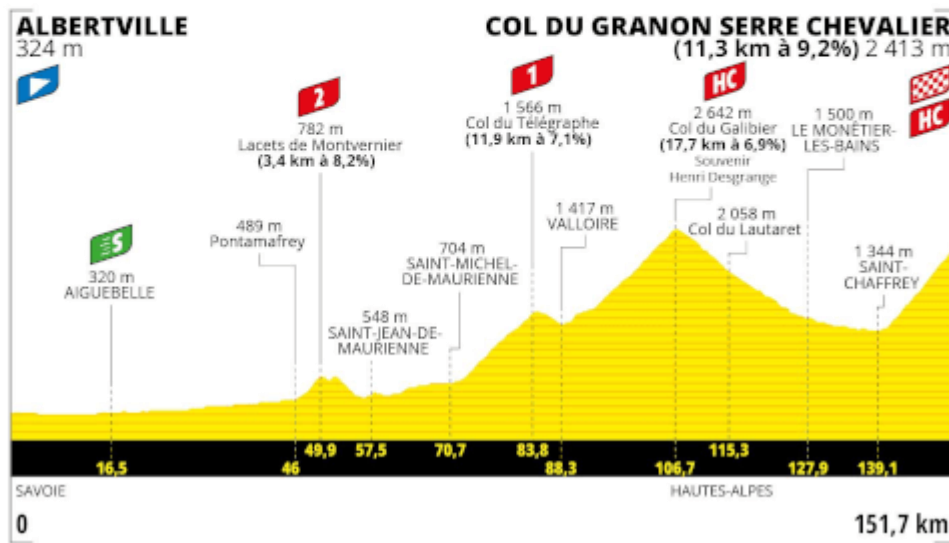 ALBERTVILLE
324 m
COL DU GRANON SERRE CHEVALIER
(11,3 km à 9,2%) 2 413 m
2
782 m
Lacets de Montvernier
(3,4 km à 8,2%)
1
1 566 m
Col du Télégraphe
(11,9 km à 7,1%)
HC
2 642 m
Col du Galibier
(17,7 km à 6,9%)
Souvenir
Henri Desgrange
1 500 m
LE MONÊTIER-
LES-BAINS
HC
S
320 m
AIGUEBELLE
489 m
Pontamafrey
548 m
SAINT-JEAN-DE-
MAURIENNE
704 m
SAINT-MICHEL-
DE-MAURIENNE
1 417 m
VALLOIRE
2 058 m
Col du Lautaret
1 344 m
SAINT-
CHAFFREY
16,5
46
49,9
57,5
70,7
83,8
88,3
106,7
115,3
127,9
139,1
SAVOIE
HAUTES-ALPES
0
151,7 km